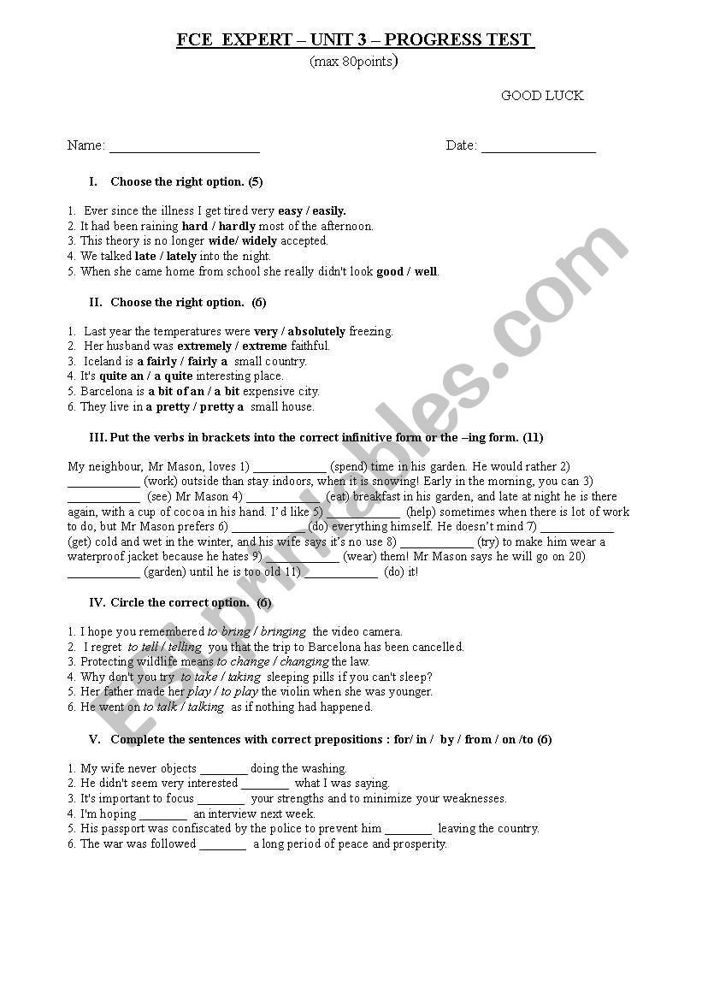 FCE EXPERT – UNIT 3 – PROGRESS TEST
(max 80points)
GOOD LUCK
Name: ______________________ Date: _________________
I. Choose the right option. (5)
1. Ever since the illness I get tired very easy / easily.
2. It had been raining hard / hardly most of the afternoon.
3. This theory is no longer wide/ widely accepted.
4. We talked late / lately into the night.
5. When she came home from school she really didn't look good / well.
II. Choose the right option. (6)
1. Last year the temperatures were very / absolutely freezing.
2. Her husband was extremely / extreme faithful.
3. Iceland is a fairly / fairly a small country.
4. It's quite an / a quite interesting place.
5. Barcelona is a bit of an / a bit expensive city.
6. They live in a pretty / pretty a small house.
III. Put the verbs in brackets into the correct infinitive form or the –ing form. (11)
My neighbour, Mr Mason, loves 1) ____________ (spend) time in his garden. He would rather 2)
____________ (work) outside than stay indoors, when it is snowing! Early in the morning, you can 3)
____________ (see) Mr Mason 4) ____________ (eat) breakfast in his garden, and late at night he is there
again, with a cup of cocoa in his hand. I'd like 5) ____________ (help) sometimes when there is lot of work
to do, but Mr Mason prefers 6) ____________ (do) everything himself. He doesn't mind 7) ____________
(get) cold and wet in the winter, and his wife says it's no use 8) ____________ (try) to make him wear a
waterproof jacket because he hates 9) ____________ (wear) them! Mr Mason says he will go on 20)
____________ (garden) until he is too old 11) ____________ (do) it!
IV. Circle the correct option. (6)
1. I hope you remembered to bring / bringing the video camera.
2. I regret to tell / telling you that the trip to Barcelona has been cancelled.
3. Protecting wildlife means to change / changing the law.
4. Why don't you try to take / taking sleeping pills if you can't sleep?
5. Her father made her play / to play the violin when she was younger.
6. He went on to talk / talking as if nothing had happened.
V. Complete the sentences with correct prepositions : for/ in / by / from / on /to (6)
1. My wife never objects ________ doing the washing.
2. He didn't seem very interested ________ what I was saying.
3. It's important to focus ________ your strengths and to minimize your weaknesses.
4. I'm hoping ________ an interview next week.
5. His passport was confiscated by the police to prevent him ________ leaving the country.
6. The war was followed ________ a long period of peace and prosperity.
ESLprintables.com